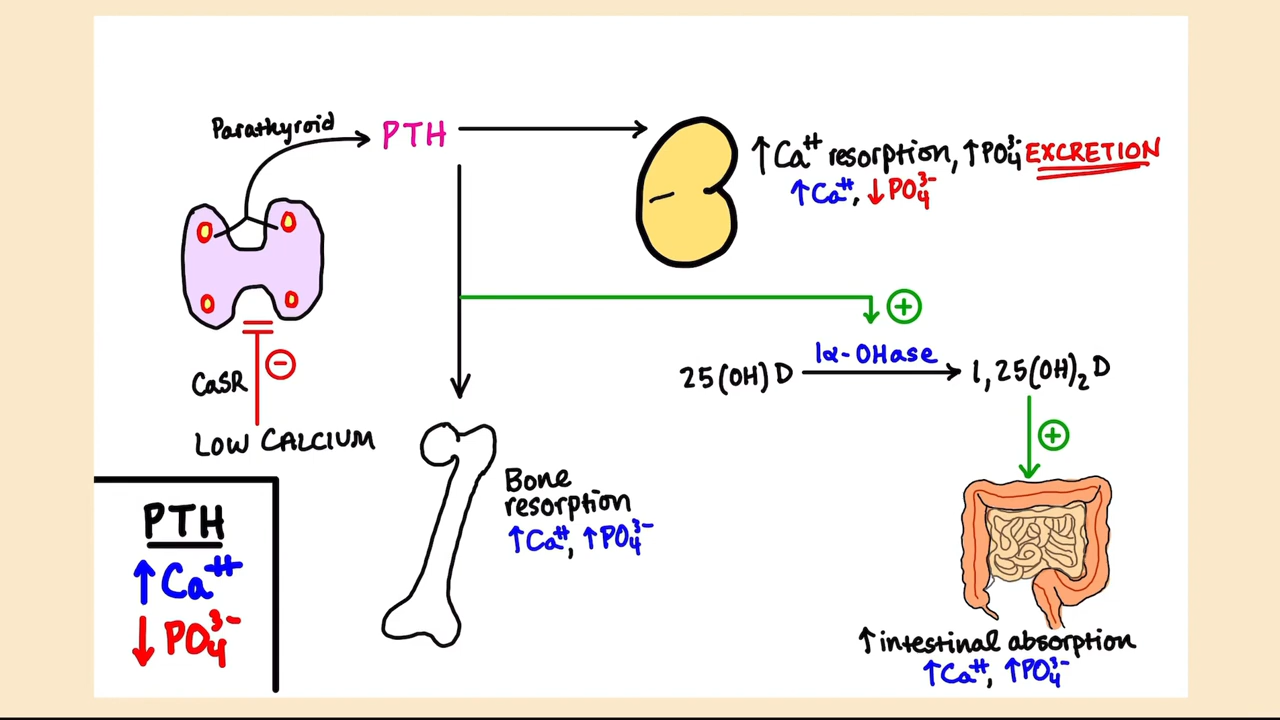 Parathyroid
PTH
↑Ca⁺⁺ resorption, ↑PO₄³⁻ EXCRETION
↑Ca⁺⁺, ↓PO₄³⁻
+
1α-OHase
25(OH)D
1,25(OH)₂D
−
CaSR
LOW CALCIUM
+
Bone
resorption
↑Ca⁺⁺, ↑PO₄³⁻
PTH
↑Ca⁺⁺
↓PO₄³⁻
↑intestinal absorption
↑Ca⁺⁺, ↑PO₄³⁻